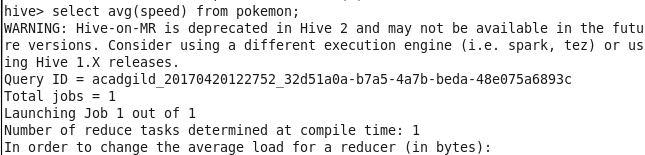 hive> select avg(speed) from pokemon;
WARNING: Hive-on-MR is deprecated in Hive 2 and may not be available in the futu
re versions. Consider using a different execution engine (i.e. spark, tez) or us
ing Hive 1.X releases.
Query ID = acadgild_20170420122752_32d51a0a-b7a5-4a7b-beda-48e075a6893c
Total jobs = 1
Launching Job 1 out of 1
Number of reduce tasks determined at compile time: 1
In order to change the average load for a reducer (in bytes):